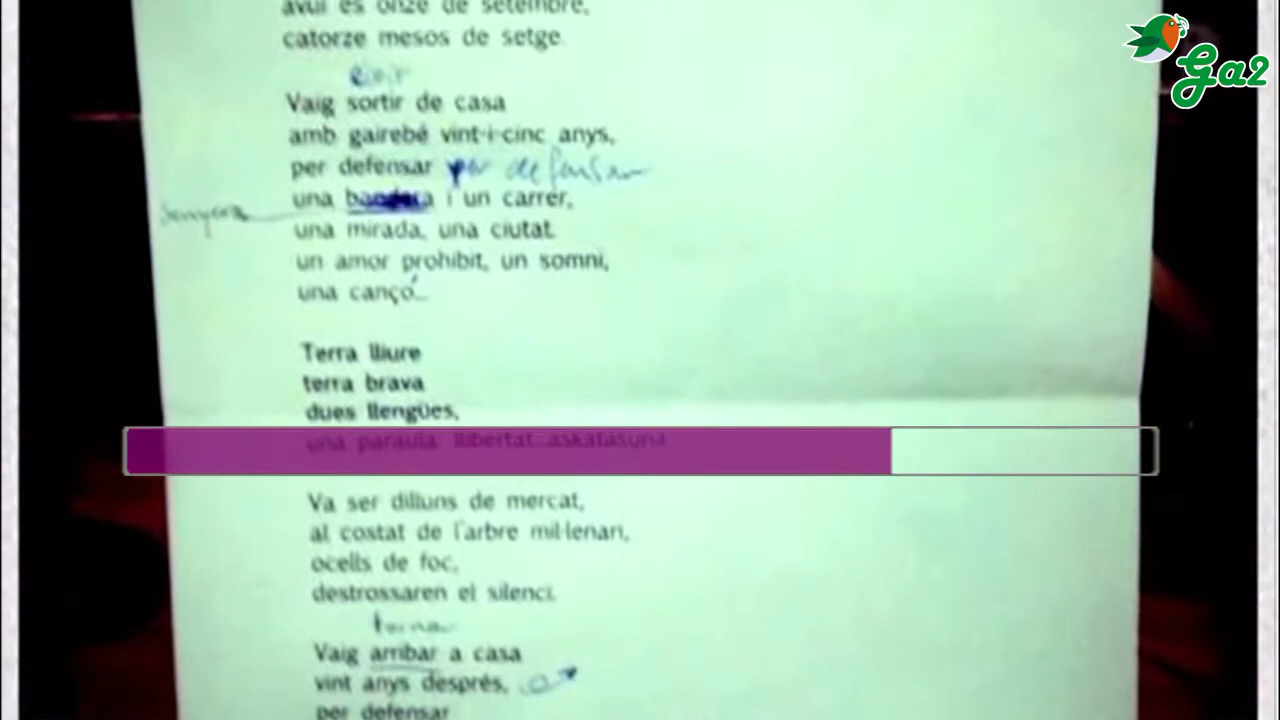 avui és onze de setembre,
catorze mesos de setge.
Vaig sortir de casa
amb gairebé vint-i-cinc anys,
per defensar per defensar
senyera
una bandera i un carrer,
una mirada, una ciutat.
un amor prohibit, un somni,
una cançó...
Terra lliure
terra brava
dues llengües,
una paraula: llibertat askatasuna
Va ser dilluns de mercat,
al costat de l'arbre mil·lenari,
ocells de foc,
destrossaren el silenci.
Vaig arribar a casa
vint anys després,
per defensar
Ga2